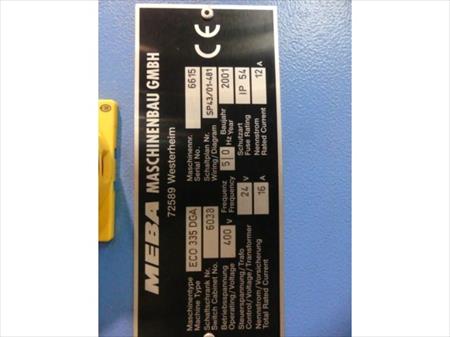 MEBA MASCHINENBAU GMBH
72589 Westerheim
CE
Maschinentype
Machine Type
ECO 335 DGA
Maschinennr.
Serial No.
6615
Schaltschrank Nr.
Switch Cabinet No.
6038
Schaltplan Nr.
Wiring/Diagram
SP43/01-481
Betriebsspannung
Operating/Voltage
400 V
Frequenz
Frequency
50 Hz
Baujahr
Year
2001
Steuerspannung/Trafo
Control/Voltage/Transformer
24 V
Schutzart
Fuse Rating
IP 54
Nennstrom/Vorsicherung
Total Rated Current
16 A
Nennstrom
Rated Current
12 A